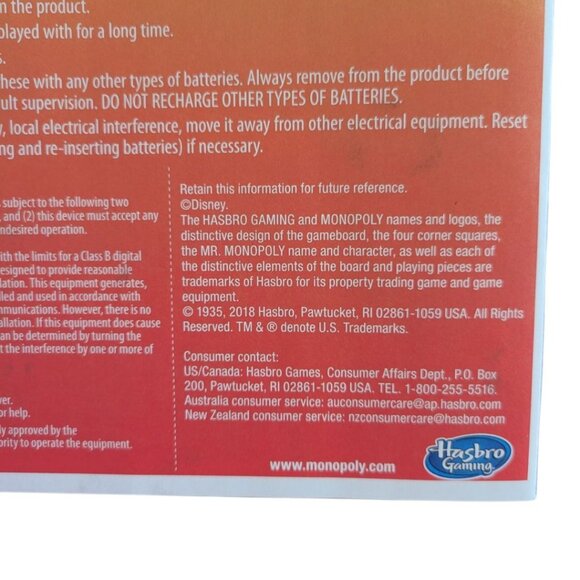 m the product.
played with for a long time.
s.
hese with any other types of batteries. Always remove from the product before
ult supervision. DO NOT RECHARGE OTHER TYPES OF BATTERIES.
y, local electrical interference, move it away from other electrical equipment. Reset
ng and re-inserting batteries) if necessary.
subject to the following two
and (2) this device must accept any
ndesired operation.
ith the limits for a Class B digital
esigned to provide reasonable
lation. This equipment generates,
lled and used in accordance with
mmunications. However, there is no
allation. If this equipment does cause
can be determined by turning the
t the interference by one or more of
ver.
or help.
ly approved by the
ority to operate the equipment.
Retain this information for future reference.
©Disney.
The HASBRO GAMING and MONOPOLY names and logos, the
distinctive design of the gameboard, the four corner squares,
the MR. MONOPOLY name and character, as well as each of
the distinctive elements of the board and playing pieces are
trademarks of Hasbro for its property trading game and game
equipment.
© 1935, 2018 Hasbro, Pawtucket, RI 02861-1059 USA. All Rights
Reserved. TM & ® denote U.S. Trademarks.
Consumer contact:
US/Canada: Hasbro Games, Consumer Affairs Dept., P.O. Box
200, Pawtucket, RI 02861-1059 USA. TEL. 1-800-255-5516.
Australia consumer service: auconsumercare@ap.hasbro.com
New Zealand consumer service: nzconsumercare@hasbro.com
www.monopoly.com
Hasbro
Gaming